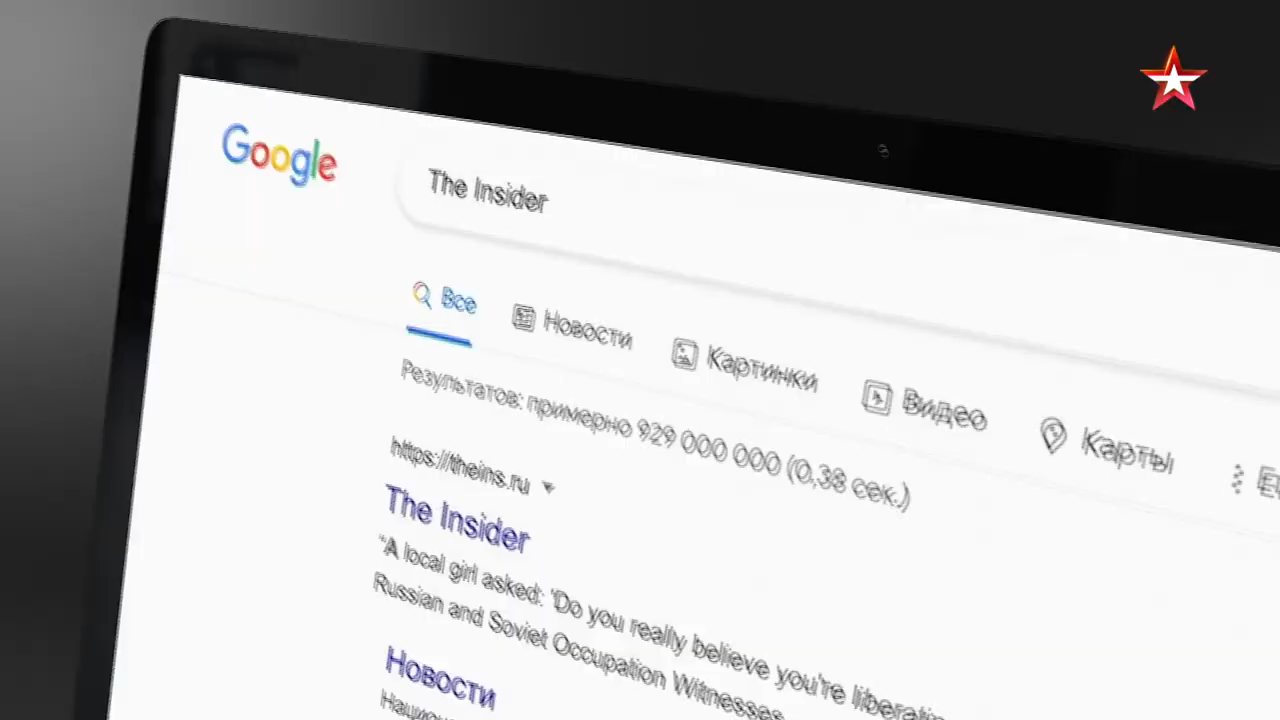 Google
The Insider
Все Новости Картинки Видео Карты
Результатов: примерно 929 000 000 (0,38 сек.)
https://theins.ru
The Insider
"A local girl asked: 'Do you really believe you're
Russian and Soviet Occupation Witnesses
Новости